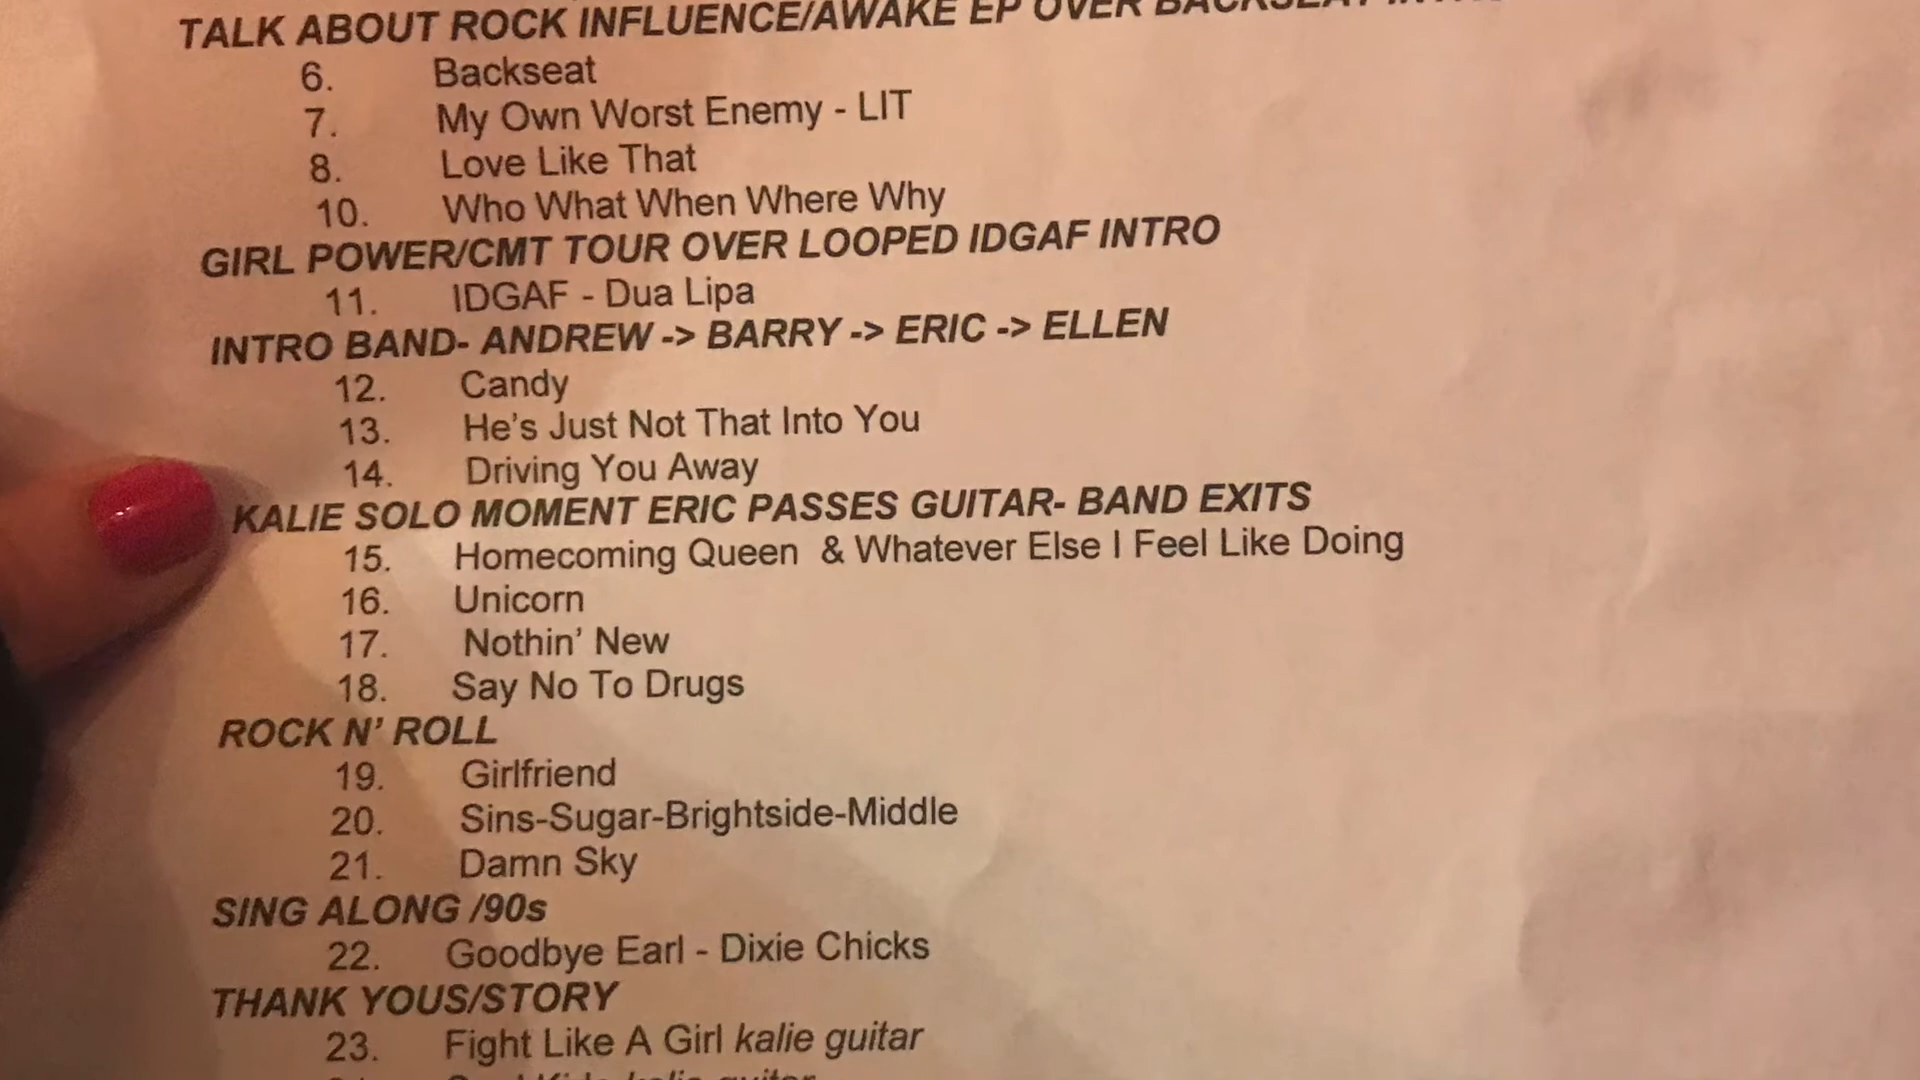 TALK ABOUT ROCK INFLUENCE/AWAKE EP OVER BACKSEAT
6. Backseat
7. My Own Worst Enemy - LIT
8. Love Like That
10. Who What When Where Why
GIRL POWER/CMT TOUR OVER LOOPED IDGAF INTRO
11. IDGAF - Dua Lipa
INTRO BAND- ANDREW -> BARRY -> ERIC -> ELLEN
12. Candy
13. He's Just Not That Into You
14. Driving You Away
KALIE SOLO MOMENT ERIC PASSES GUITAR- BAND EXITS
15. Homecoming Queen & Whatever Else I Feel Like Doing
16. Unicorn
17. Nothin' New
18. Say No To Drugs
ROCK N' ROLL
19. Girlfriend
20. Sins-Sugar-Brightside-Middle
21. Damn Sky
SING ALONG /90s
22. Goodbye Earl - Dixie Chicks
THANK YOUS/STORY
23. Fight Like A Girl kalie guitar
kalie guitar